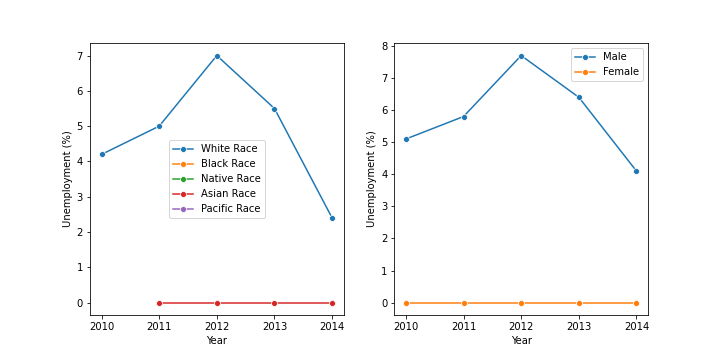 Unemployment (%)
7
6
5
4
3
2
1
0
2010 2011 2012 2013 2014
Year
White Race
Black Race
Native Race
Asian Race
Pacific Race
Unemployment (%)
8
7
6
5
4
3
2
1
0
2010 2011 2012 2013 2014
Year
Male
Female